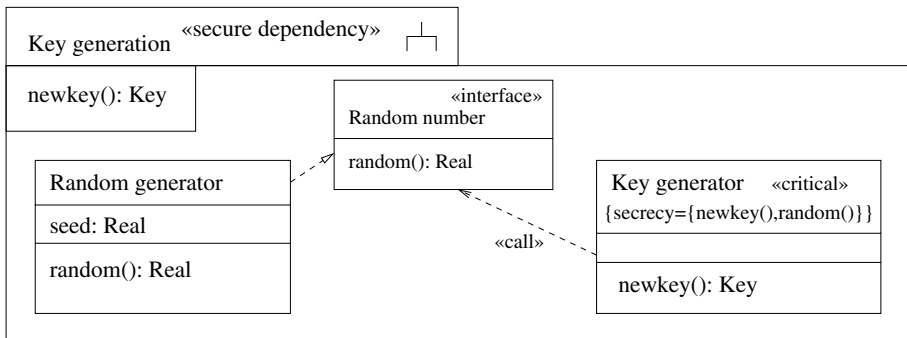 Key generation «secure dependency»
newkey(): Key
«interface»
Random number
random(): Real
Random generator
seed: Real
random(): Real
«call»
Key generator «critical»
{secrecy={newkey(),random()}}
newkey(): Key